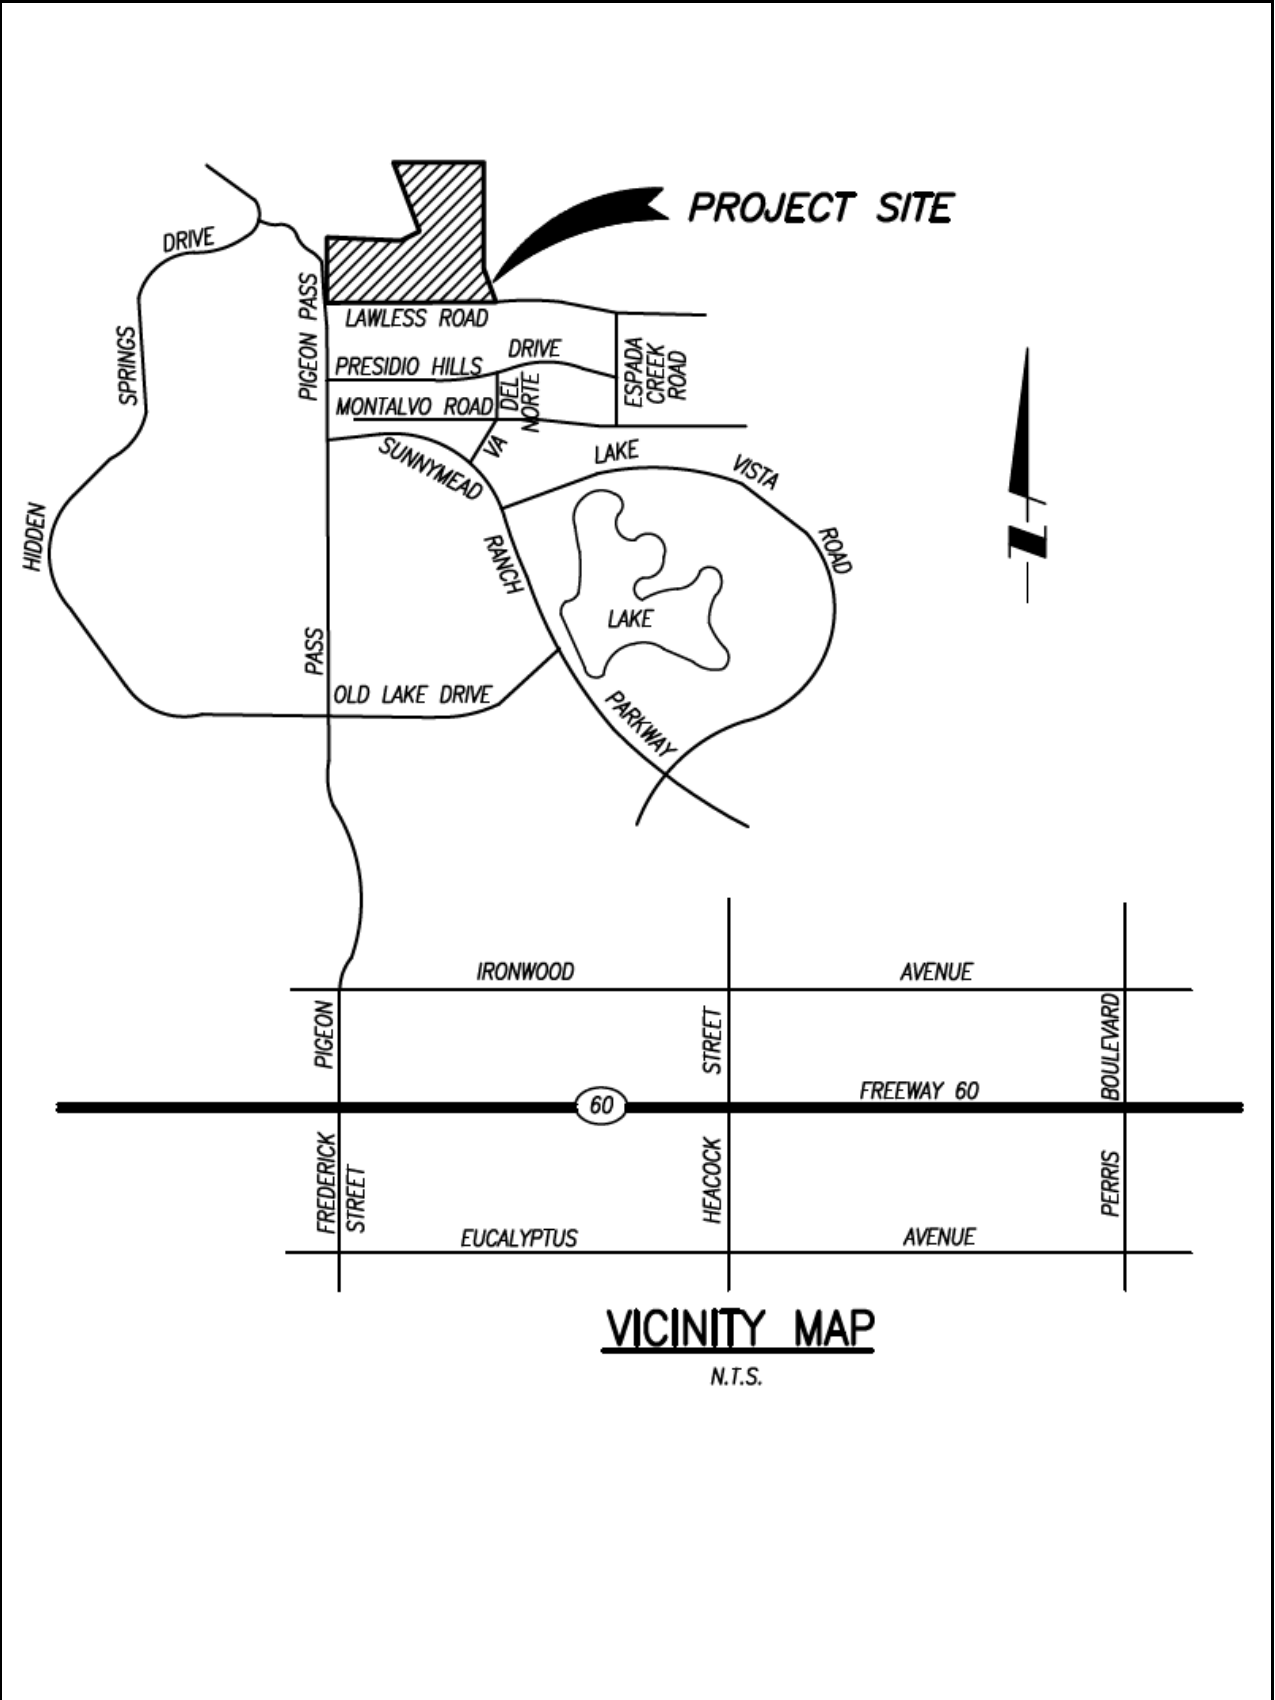 PROJECT SITE
DRIVE
SPRINGS
HIDDEN
PIGEON PASS
LAWLESS ROAD
PRESIDIO HILLS
DRIVE
MONTALVO ROAD
DEL
NORTE
VA
ESPADA
CREEK
ROAD
SUNNYMEAD
RANCH
PARKWAY
LAKE
VISTA
ROAD
LAKE
PASS
OLD LAKE DRIVE
Z
IRONWOOD
AVENUE
PIGEON
STREET
BOULEVARD
FREEWAY 60
60
FREDERICK
STREET
HEACOCK
PERRIS
EUCALYPTUS
AVENUE
VICINITY MAP
N.T.S.